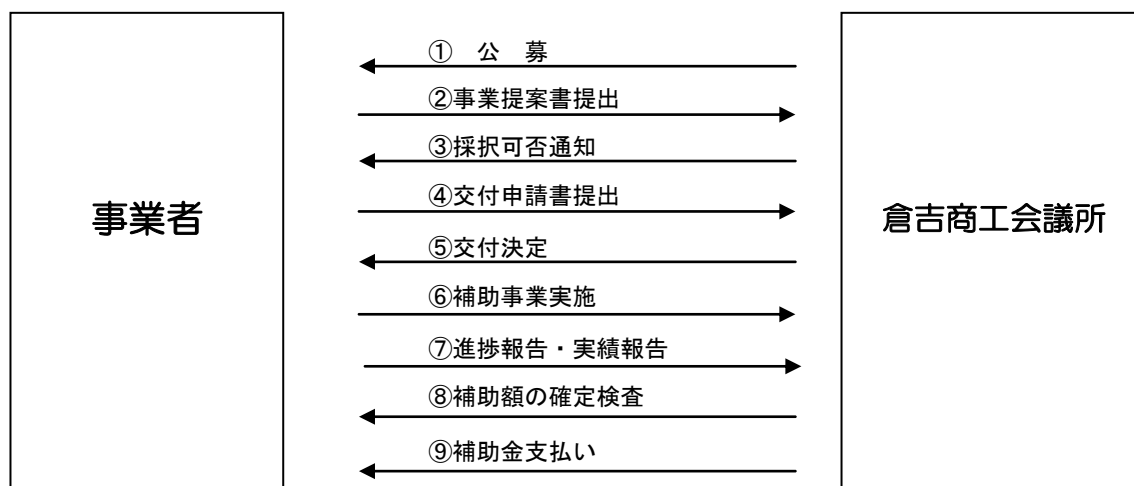 ① 公 募
②事業提案書提出
③採択可否通知
④交付申請書提出
事業者
倉吉商工会議所
⑤交付決定
⑥補助事業実施
⑦進捗報告・実績報告
⑧補助額の確定検査
⑨補助金支払い